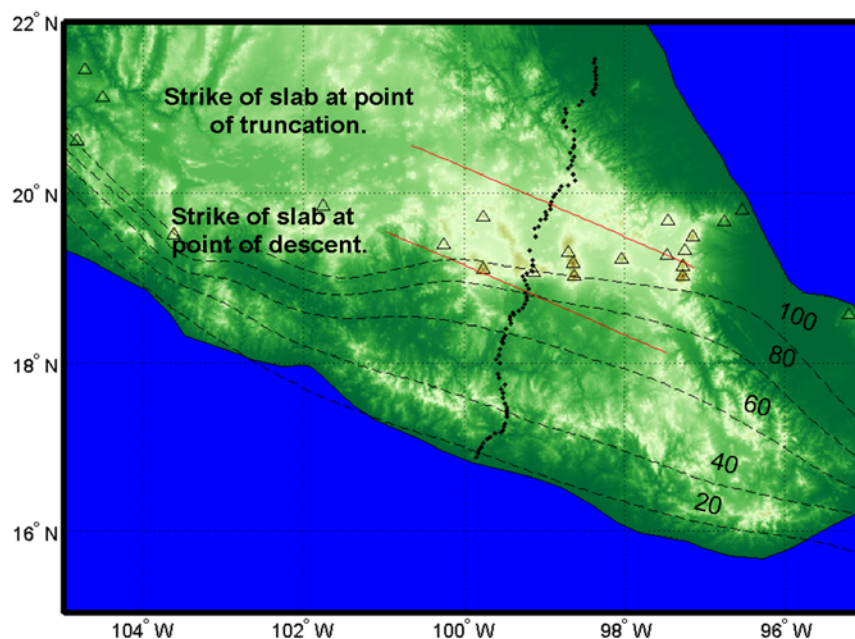 22° N
Strike of slab at point
of truncation.
20° N
Strike of slab at
point of descent.
100
80
18° N
60
40
20
16° N
104° W
102° W
100° W
98° W
96° W